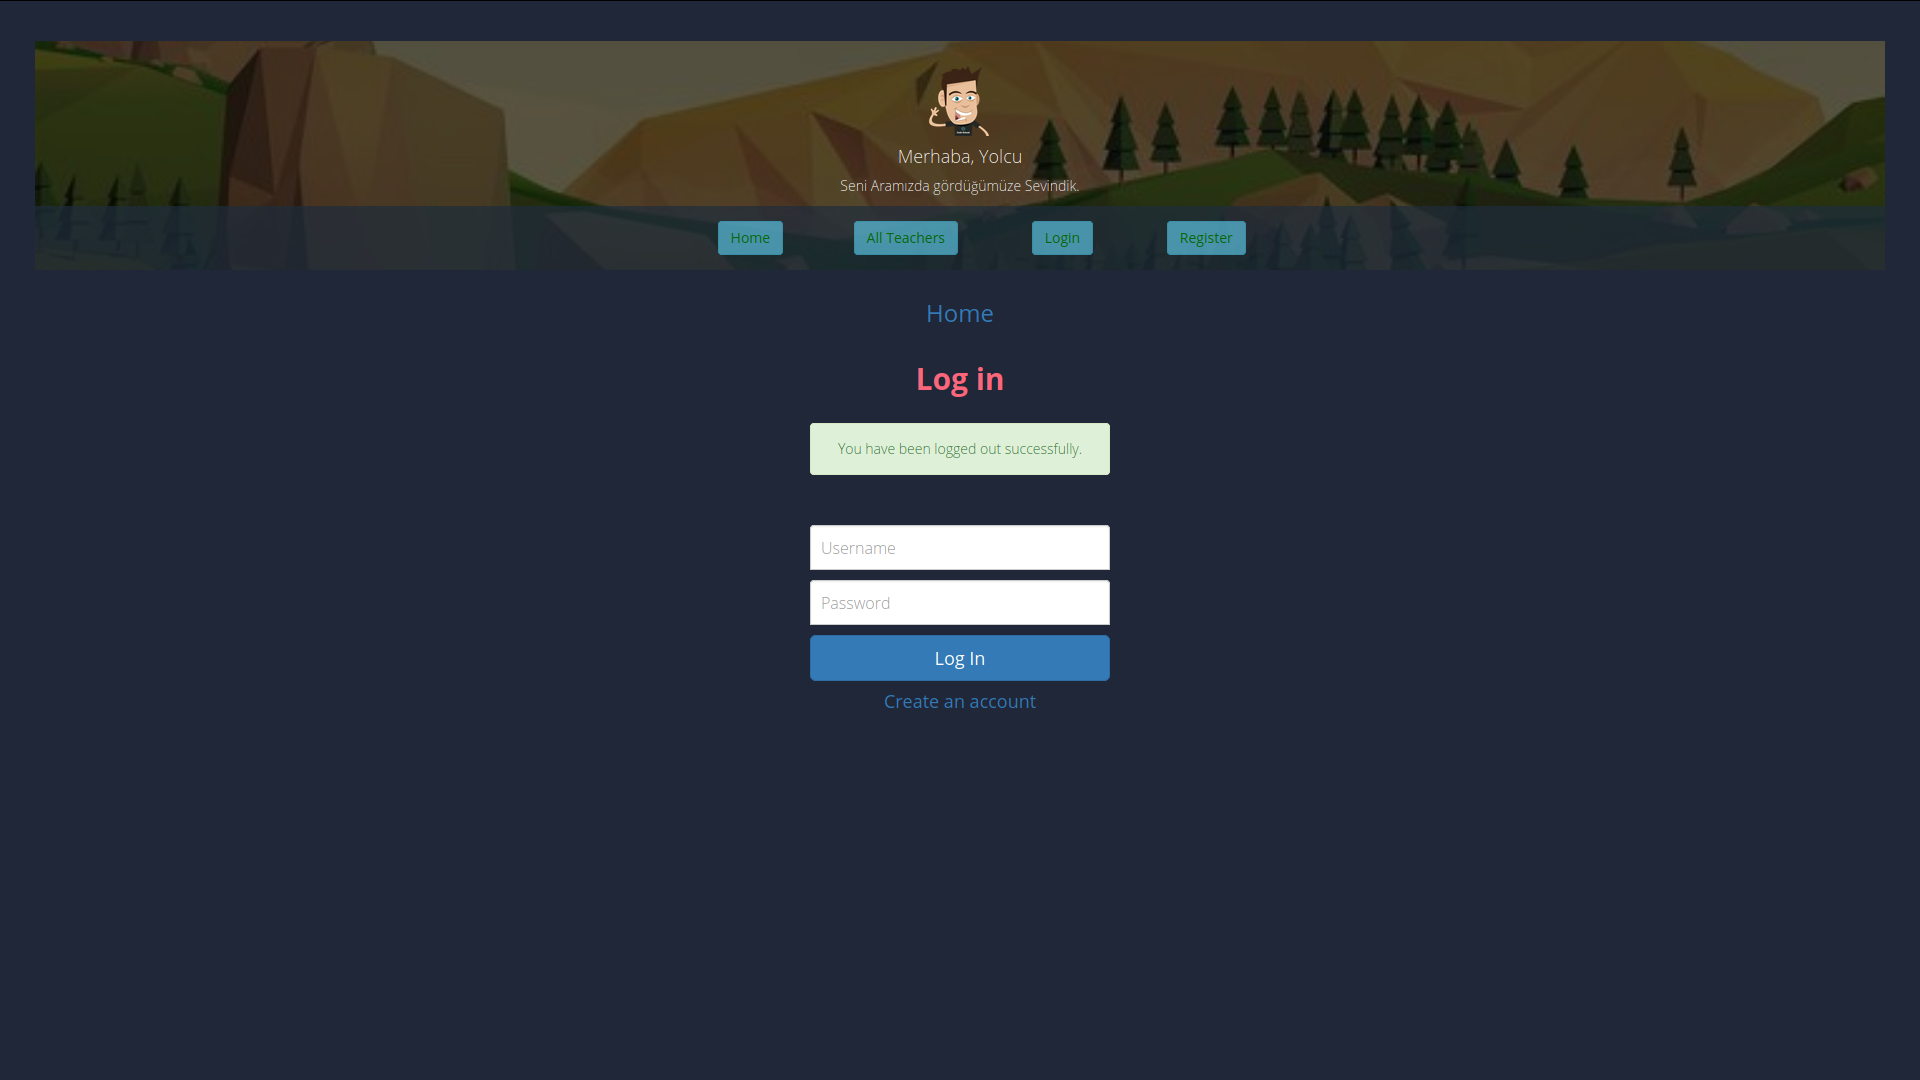 Merhaba, Yolcu
Seni Aramızda gördüğümüze Sevindik.
Home
All Teachers
Login
Register
Home
Log in
You have been logged out successfully.
Username
Password
Log In
Create an account